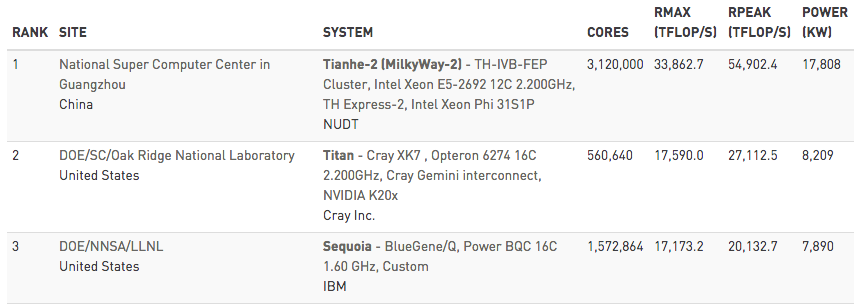 RANK SITE SYSTEM CORES RMAX (TFLOP/S) RPEAK (TFLOP/S) POWER (KW)
1 National Super Computer Center in Tianhe-2 (MilkyWay-2) - TH-IVB-FEP 3,120,000 33,862.7 54,902.4 17,808
Guangzhou Cluster, Intel Xeon E5-2692 12C 2.200GHz,
China TH Express-2, Intel Xeon Phi 31S1P
NUDT
2 DOE/SC/Oak Ridge National Laboratory Titan - Cray XK7 , Opteron 6274 16C 560,640 17,590.0 27,112.5 8,209
United States 2.200GHz, Cray Gemini interconnect,
NVIDIA K20x
Cray Inc.
3 DOE/NNSA/LLNL Sequoia - BlueGene/Q, Power BQC 16C 1,572,864 17,173.2 20,132.7 7,890
United States 1.60 GHz, Custom
IBM